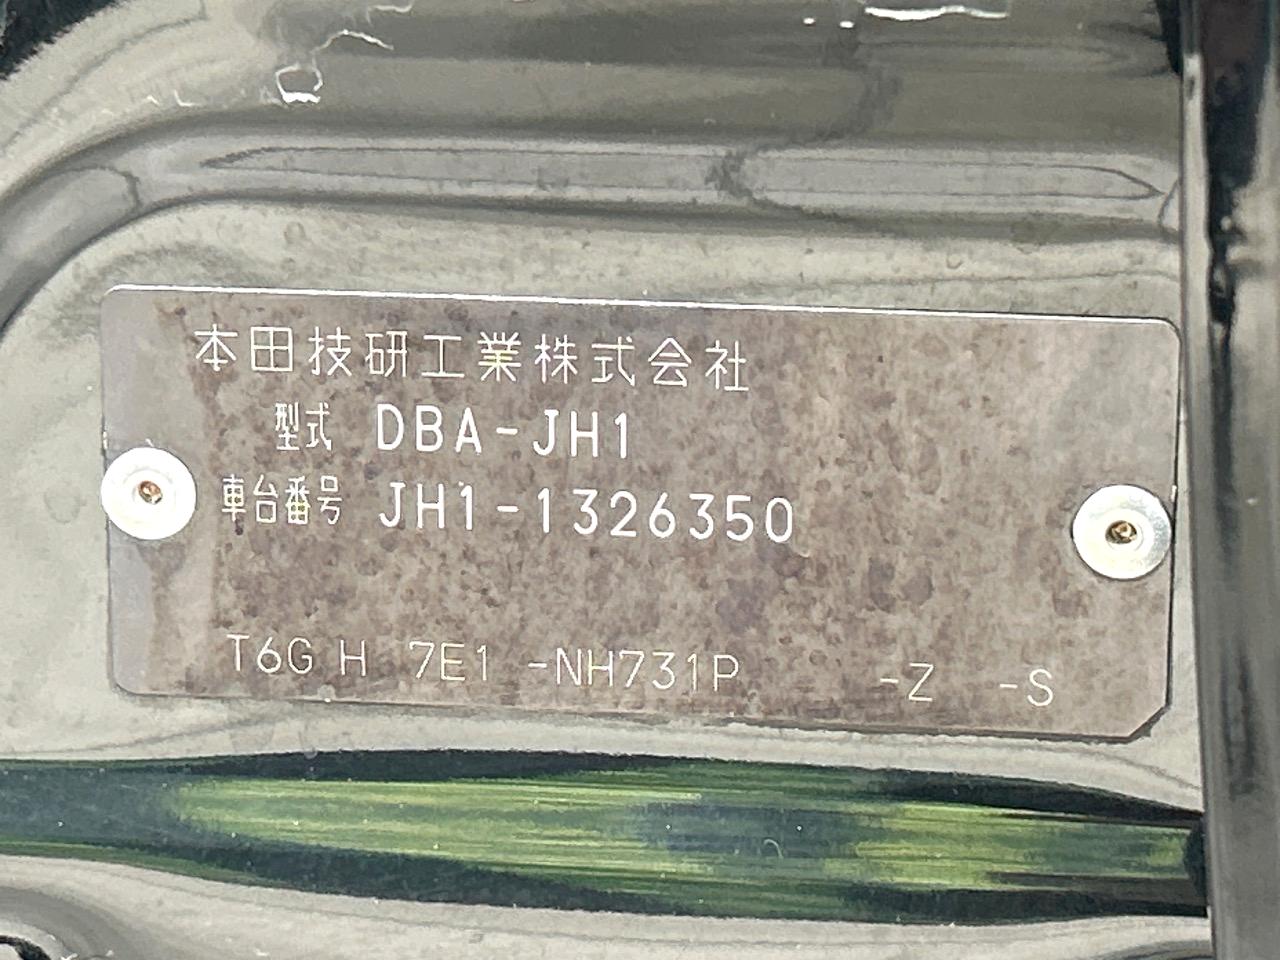 本田技研工業株式会社
型式 DBA-JH1
車台番号 JH1-1326350
T6G H 7E1 -NH731P -Z -S